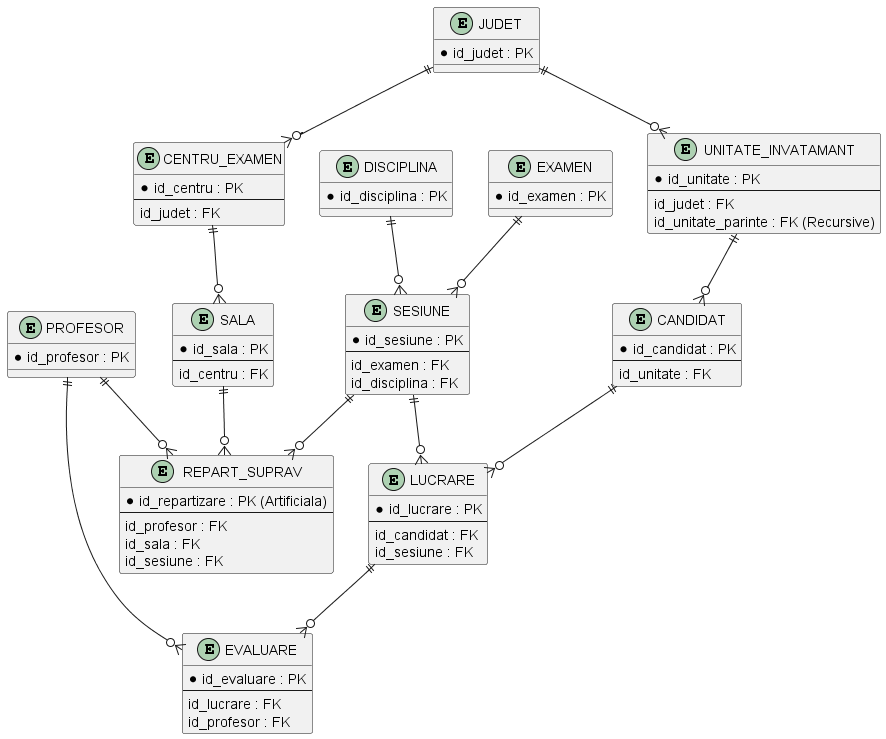 E JUDET
* id_judet : PK
E CENTRU_EXAMEN
* id_centru : PK
id_judet : FK
E DISCIPLINA
* id_disciplina : PK
E EXAMEN
* id_examen : PK
E UNITATE_INVATAMANT
* id_unitate : PK
id_judet : FK
id_unitate_parinte : FK (Recursive)
E PROFESOR
* id_profesor : PK
E SALA
* id_sala : PK
id_centru : FK
E SESIUNE
* id_sesiune : PK
id_examen : FK
id_disciplina : FK
E CANDIDAT
* id_candidat : PK
id_unitate : FK
E REPART_SUPRAV
* id_repartizare : PK (Artificiala)
id_profesor : FK
id_sala : FK
id_sesiune : FK
E LUCRARE
* id_lucrare : PK
id_candidat : FK
id_sesiune : FK
E EVALUARE
* id_evaluare : PK
id_lucrare : FK
id_profesor : FK